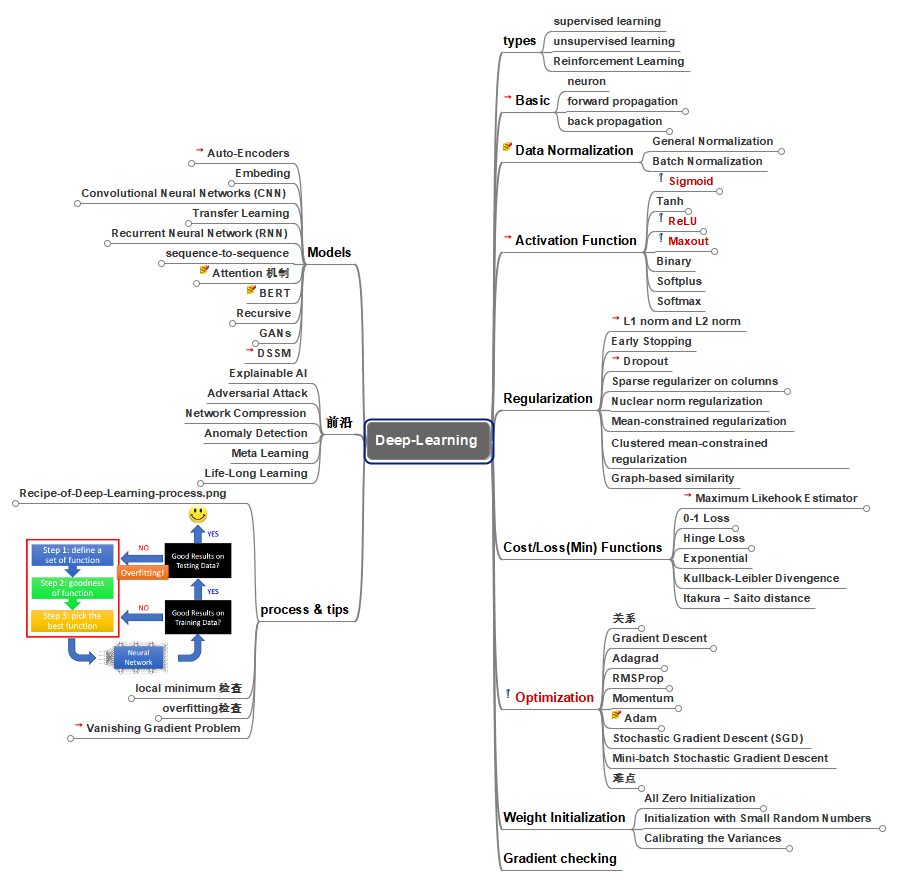 Deep-Learning
types
supervised learning
unsupervised learning
Reinforcement Learning
Basic
neuron
forward propagation
back propagation
Data Normalization
General Normalization
Batch Normalization
Activation Function
Sigmoid
Tanh
ReLU
Maxout
Binary
Softplus
Softmax
Regularization
L1 norm and L2 norm
Early Stopping
Dropout
Sparse regularizer on columns
Nuclear norm regularization
Mean-constrained regularization
Clustered mean-constrained
regularization
Graph-based similarity
Cost/Loss(Min) Functions
Maximum Likehook Estimator
0-1 Loss
Hinge Loss
Exponential
Kullback-Leibler Divengence
Itakura – Saito distance
Optimization
关系
Gradient Descent
Adagrad
RMSProp
Momentum
Adam
Stochastic Gradient Descent (SGD)
Mini-batch Stochastic Gradient Descent
难点
Weight Initialization
All Zero Initialization
Initialization with Small Random Numbers
Calibrating the Variances
Gradient checking
Models
Auto-Encoders
Embeding
Convolutional Neural Networks (CNN)
Transfer Learning
Recurrent Neural Network (RNN)
sequence-to-sequence
Attention 机制
BERT
Recursive
GANs
DSSM
前沿
Explainable AI
Adversarial Attack
Network Compression
Anomaly Detection
Meta Learning
Life-Long Learning
process & tips
Recipe-of-Deep-Learning-process.png
YES
Step 1: define a
set of function
NO
Good Results on
Testing Data?
Overfitting!
Step 2: goodness
of function
YES
Step 3: pick the
best function
NO
Good Results on
Training Data?
Neural
Network
local minimum 检查
overfitting检查
Vanishing Gradient Problem